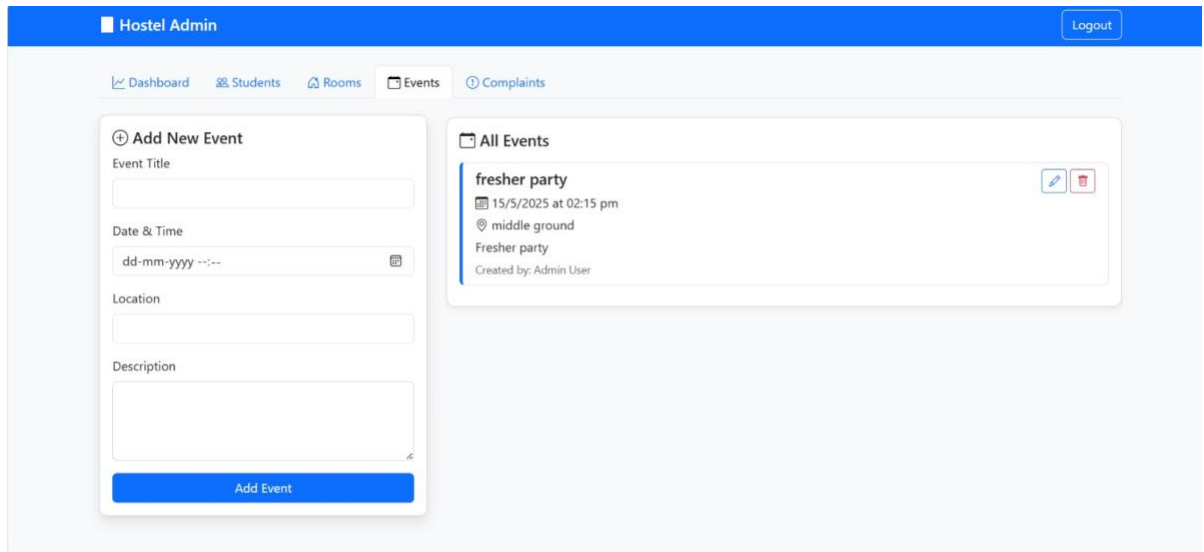 Hostel Admin
Logout
Dashboard Students Rooms Events Complaints
Add New Event
Event Title
Date & Time
dd-mm-yyyy --:--
Location
Description
Add Event
All Events
fresher party
15/5/2025 at 02:15 pm
middle ground
Fresher party
Created by: Admin User